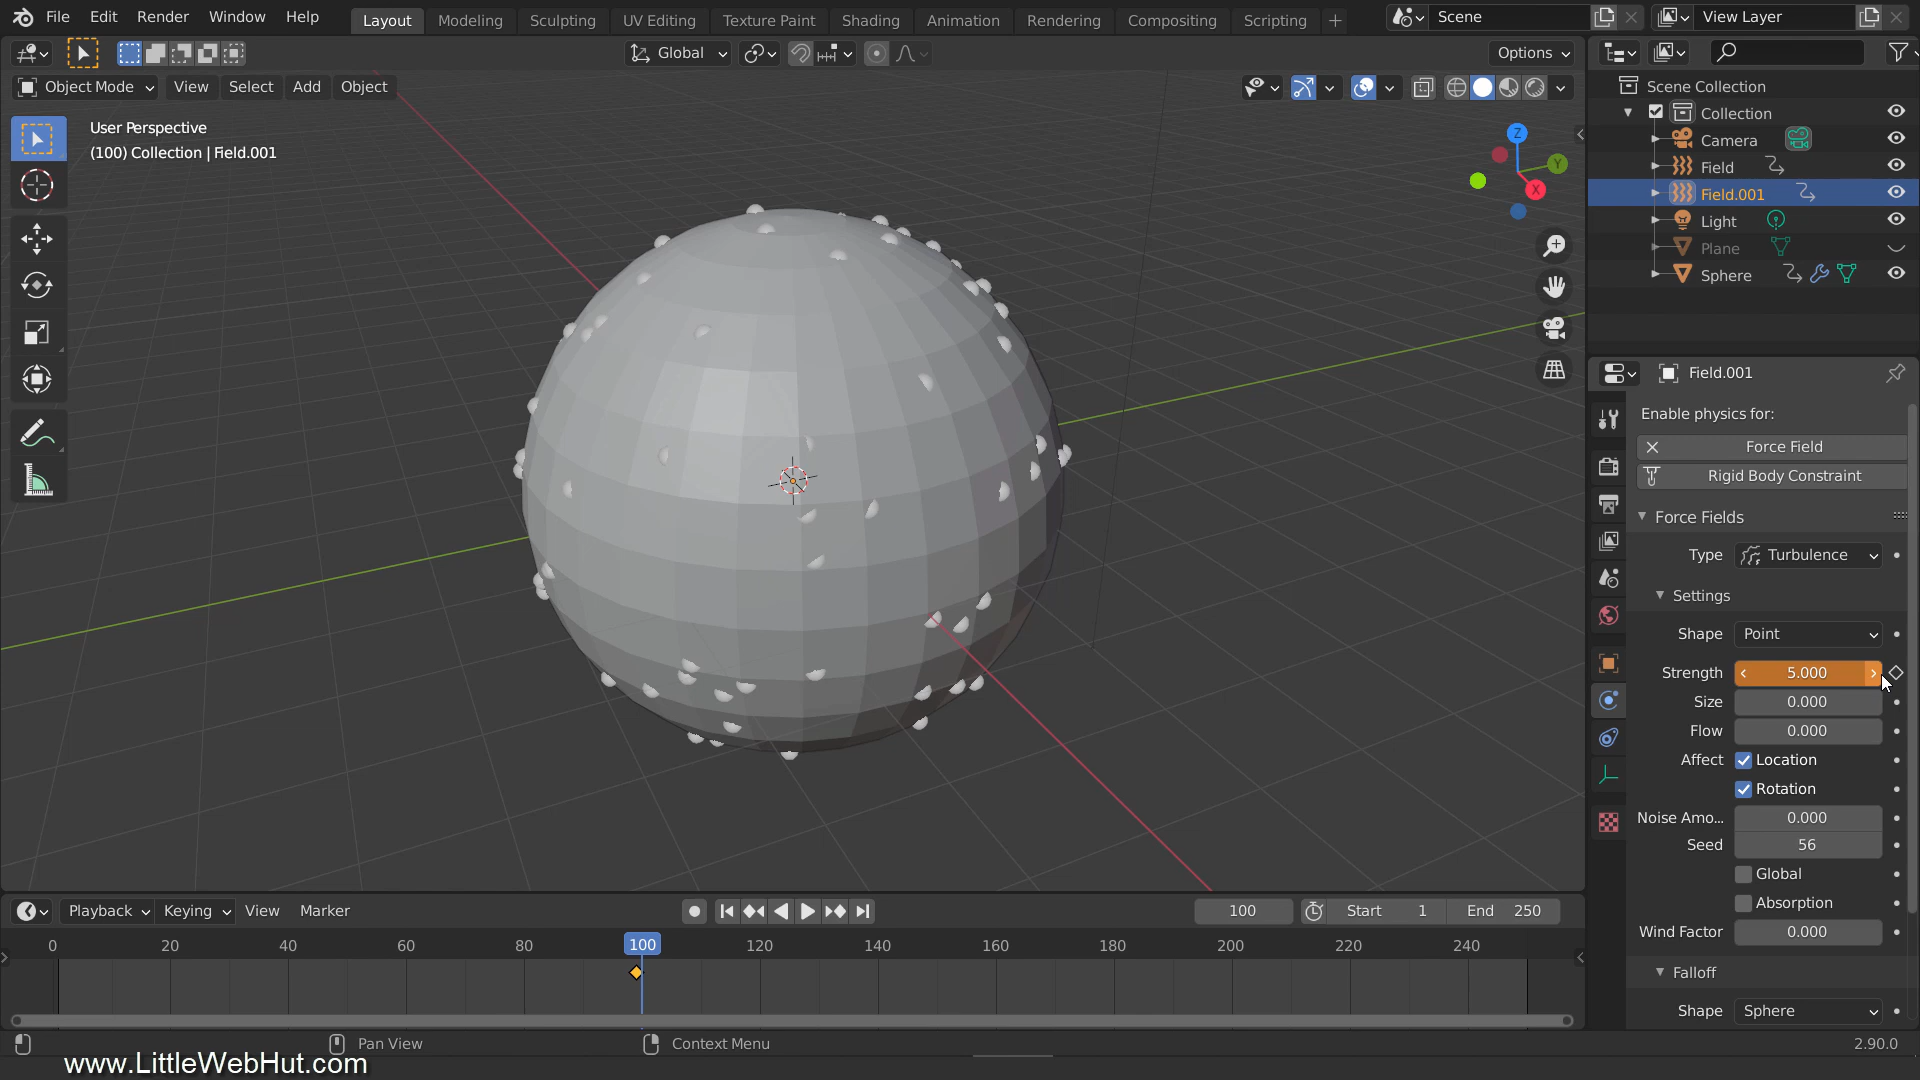 File Edit Render Window Help Layout Modeling Sculpting UV Editing Texture Paint Shading Animation Rendering Compositing Scripting + Scene View Layer
Global Options
Object Mode View Select Add Object
User Perspective
(100) Collection | Field.001
Z
Y
X
Scene Collection
Collection
Camera
Field
Field.001
Light
Plane
Sphere
Field.001
Enable physics for:
Force Field
Rigid Body Constraint
Force Fields
Type Turbulence
Settings
Shape Point
Strength 5.000
Size 0.000
Flow 0.000
Affect Location
Rotation
Noise Amo... 0.000
Seed 56
Global
Absorption
Wind Factor 0.000
Falloff
Shape Sphere
Playback Keying View Marker 100 Start 1 End 250
0 20 40 60 80 100 120 140 160 180 200 220 240
Pan View Context Menu 2.90.0
www.LittleWebHut.com